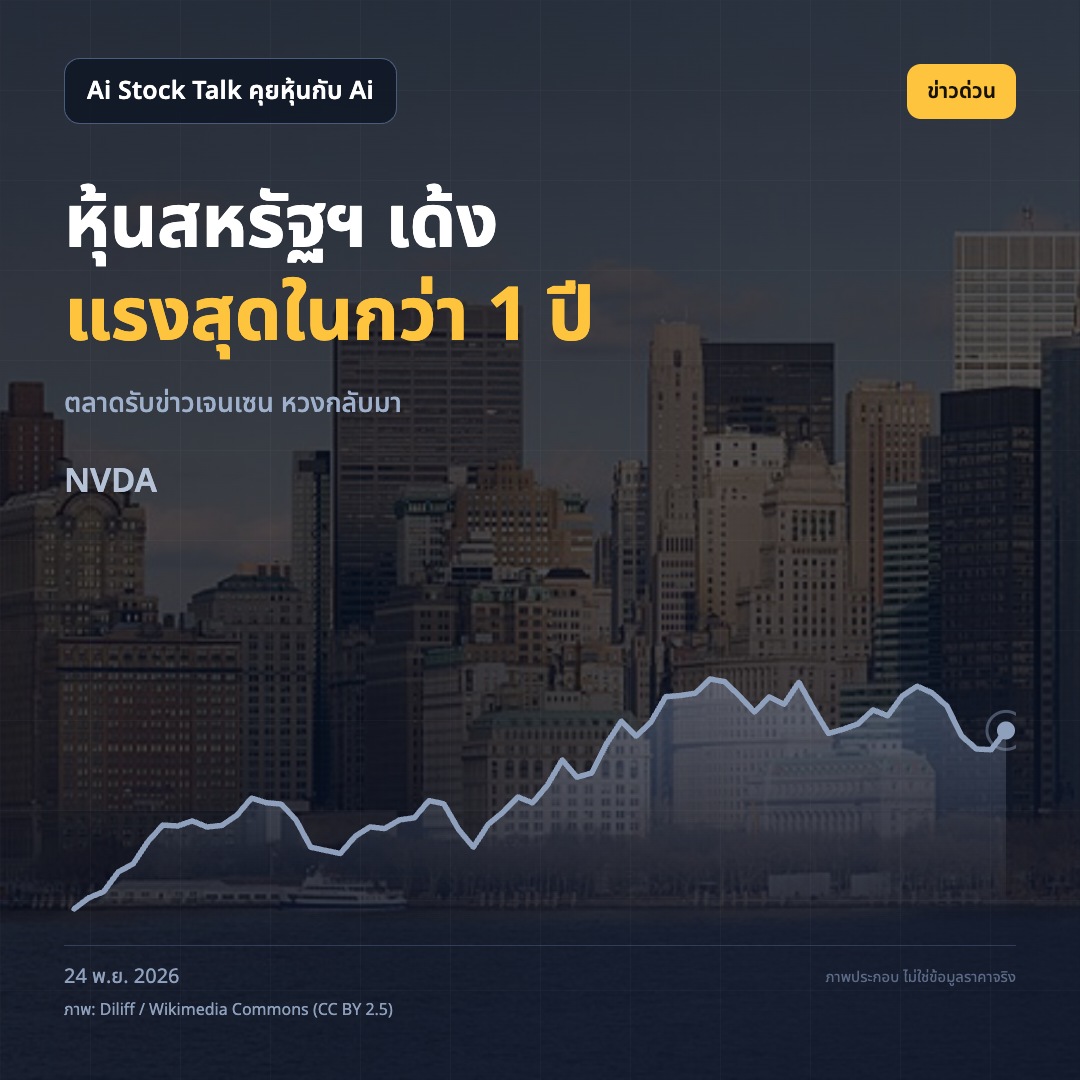 Ai Stock Talk คุยหุ้นกับ Ai
ข่าวด่วน
หุ้นสหรัฐฯ เด้ง
แรงสุดในกว่า 1 ปี
ตลาดรับข่าวเจนเซน หวงกลับมา
NVDA
24 พ.ย. 2026
ภาพประกอบ ไม่ใช่ข้อมูลราคาจริง
ภาพ: Diliff / Wikimedia Commons (CC BY 2.5)